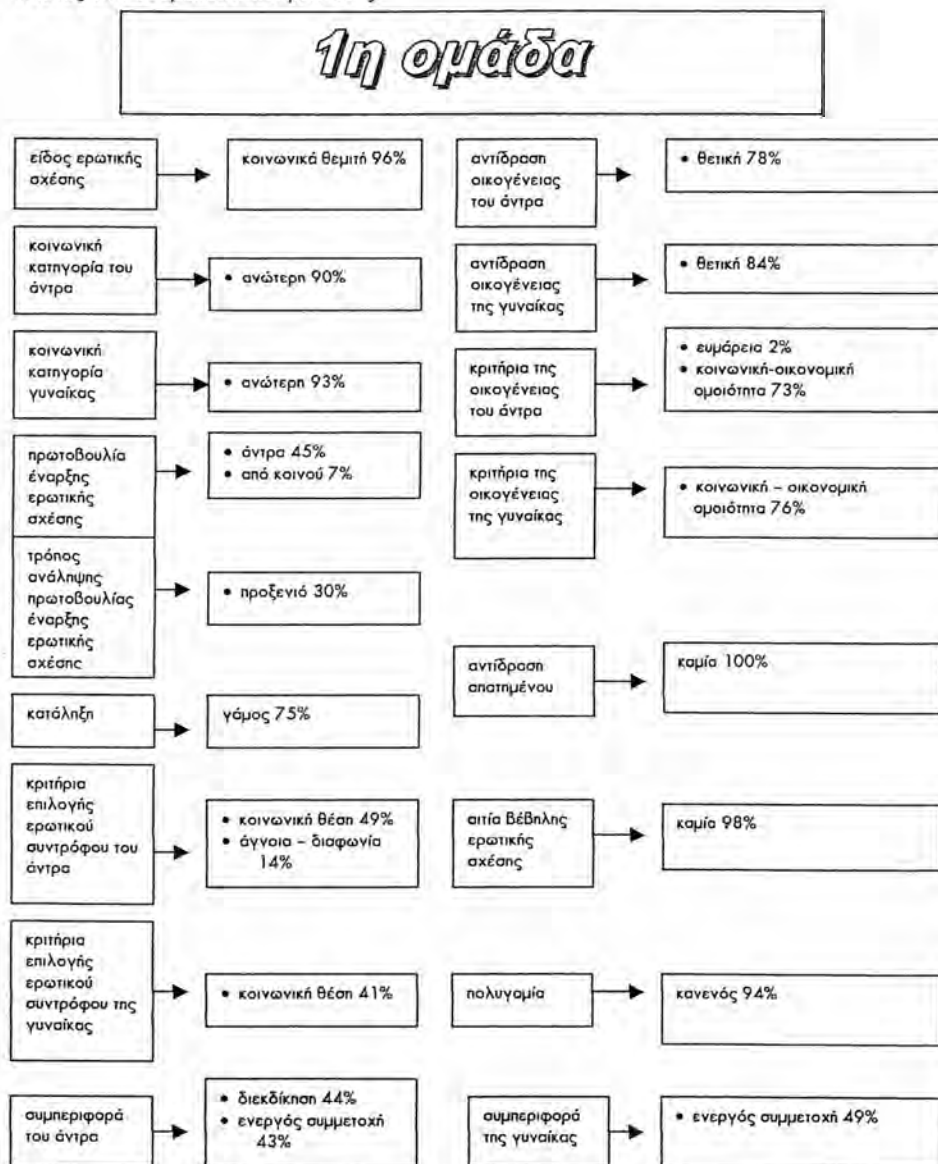 1η ομάδα
είδος ερωτικής
σχέσης
κοινωνικά θεμιτή 96%
κοινωνική
κατηγορία του
άντρα
• ανώτερη 90%
κοινωνική
κατηγορία
γυναίκας
• ανώτερη 93%
πρωτοβουλία
έναρξης
ερωτικής
σχέσης
• άντρα 45%
• από κοινού 7%
τρόπος
ανάληψης
πρωτοβουλίας
έναρξης
ερωτικής
σχέσης
• προξενιό 30%
κατάληξη
γάμος 75%
κριτήρια
επιλογής
ερωτικού
συντρόφου του
άντρα
• κοινωνική θέση 49%
• άγνοια – διαφωνία
14%
κριτήρια
επιλογής
ερωτικού
συντρόφου της
γυναίκας
• κοινωνική θέση 41%
συμπεριφορά
του άντρα
• διεκδίκηση 44%
• ενεργός συμμετοχή
43%
αντίδραση
οικογένειας
του άντρα
• θετική 78%
αντίδραση
οικογένειας
της γυναίκας
• θετική 84%
κριτήρια της
οικογένειας
του άντρα
• ευμάρεια 2%
• κοινωνική-οικονομική
ομοιότητα 73%
κριτήρια της
οικογένειας
της γυναίκας
• κοινωνική – οικονομική
ομοιότητα 76%
αντίδραση
απατημένου
καμία 100%
αιτία βέβηλης
ερωτικής
σχέσης
καμία 98%
πολυγαμία
κανενός 94%
συμπεριφορά
της γυναίκας
• ενεργός συμμετοχή 49%